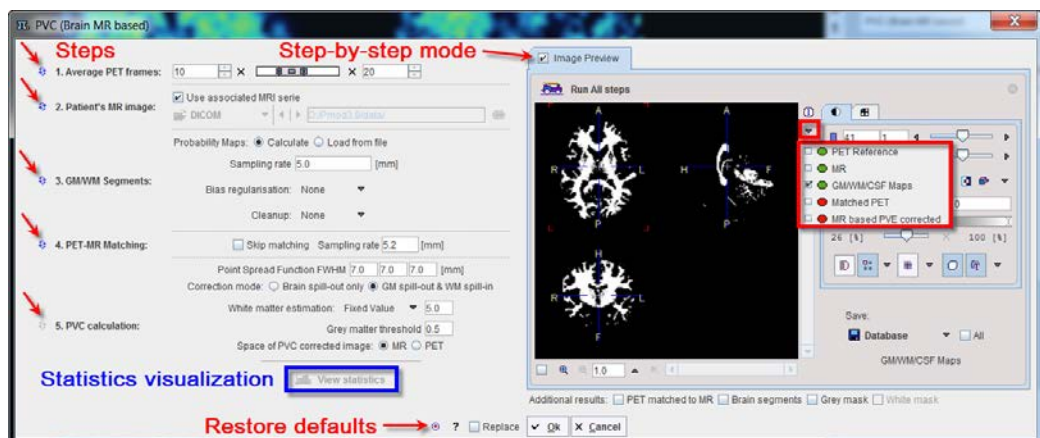 PVC (Brain MR based)
Steps
Step-by-step mode
1. Average PET frames: 10 X X 20
Image Preview
Run All steps
2. Patient's MR image: Use associated MRI serie
DICOM
Probability Maps: Calculate Load from file
Sampling rate 5.0 [mm]
3. GM/WM Segments: Bias regularisation: None
Cleanup: None
4. PET-MR Matching: Skip matching Sampling rate 5.2 [mm]
Point Spread Function FWHM 7.0 7.0 7.0 [mm]
Correction mode: Brain spill-out only GM spill-out & WM spill-in
White matter estimation: Fixed Value 5.0
5. PVC calculation: Grey matter threshold 0.5
Space of PVC corrected image: MR PET
Statistics visualization View statistics
Restore defaults ? Replace Ok Cancel
A A
R L H F
P P
H
R L
F
1.0
41 1
PET Reference
MR
GM/WM/CSF Maps
Matched PET
MR based PVE corrected
26 [%] 100 [%]
Save:
Database All
GM/WM/CSF Maps
Additional results: PET matched to MR Brain segments Grey mask White mask